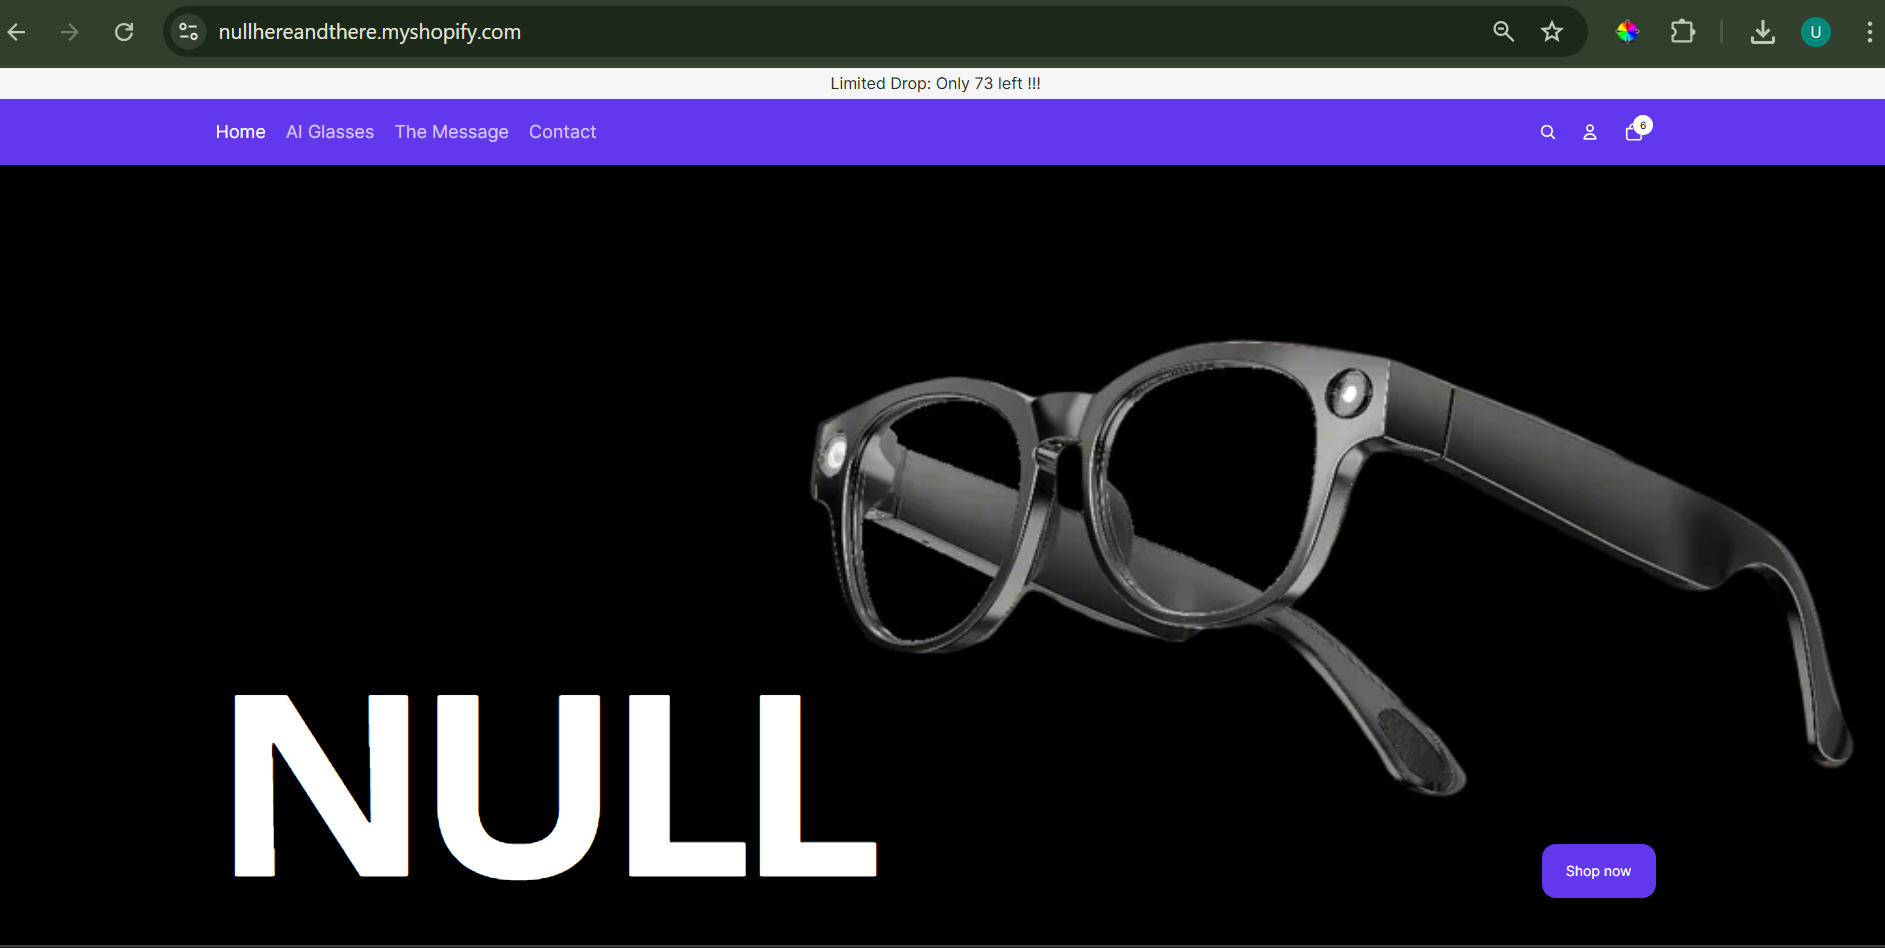 nullhereandthere.myshopify.com
U
Limited Drop: Only 73 left !!!
Home AI Glasses The Message Contact
6
NULL
Shop now